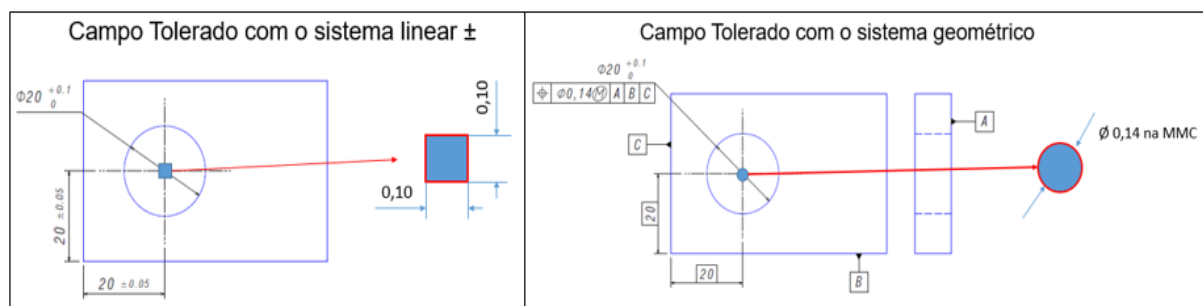 Campo Tolerado com o sistema linear ±
Φ20 +0.1 0
20 ±0.05
20 ±0.05
0,10
0,10
Campo Tolerado com o sistema geométrico
Φ20 +0.1 0
⌖ Φ0,14Ⓜ A B C
C
A
20
20
B
Ø 0,14 na MMC